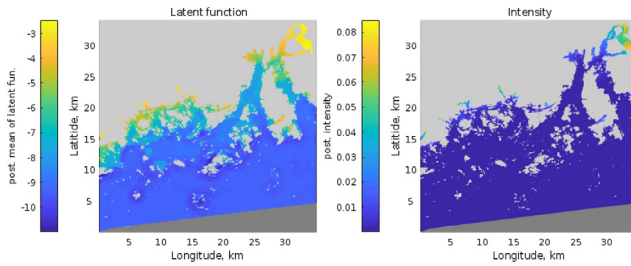 Latent function
-3
-4
-5
-6
-7
-8
-9
-10
post. mean of latent fun.
30
25
20
15
10
5
Lattiide, km
5 10 15 20 25 30
Longitude, km
Intensity
0.08
0.07
0.06
0.05
0.04
0.03
0.02
0.01
post. intensity
30
25
20
15
10
5
Lattiide, km
5 10 15 20 25 30
Longitude, km